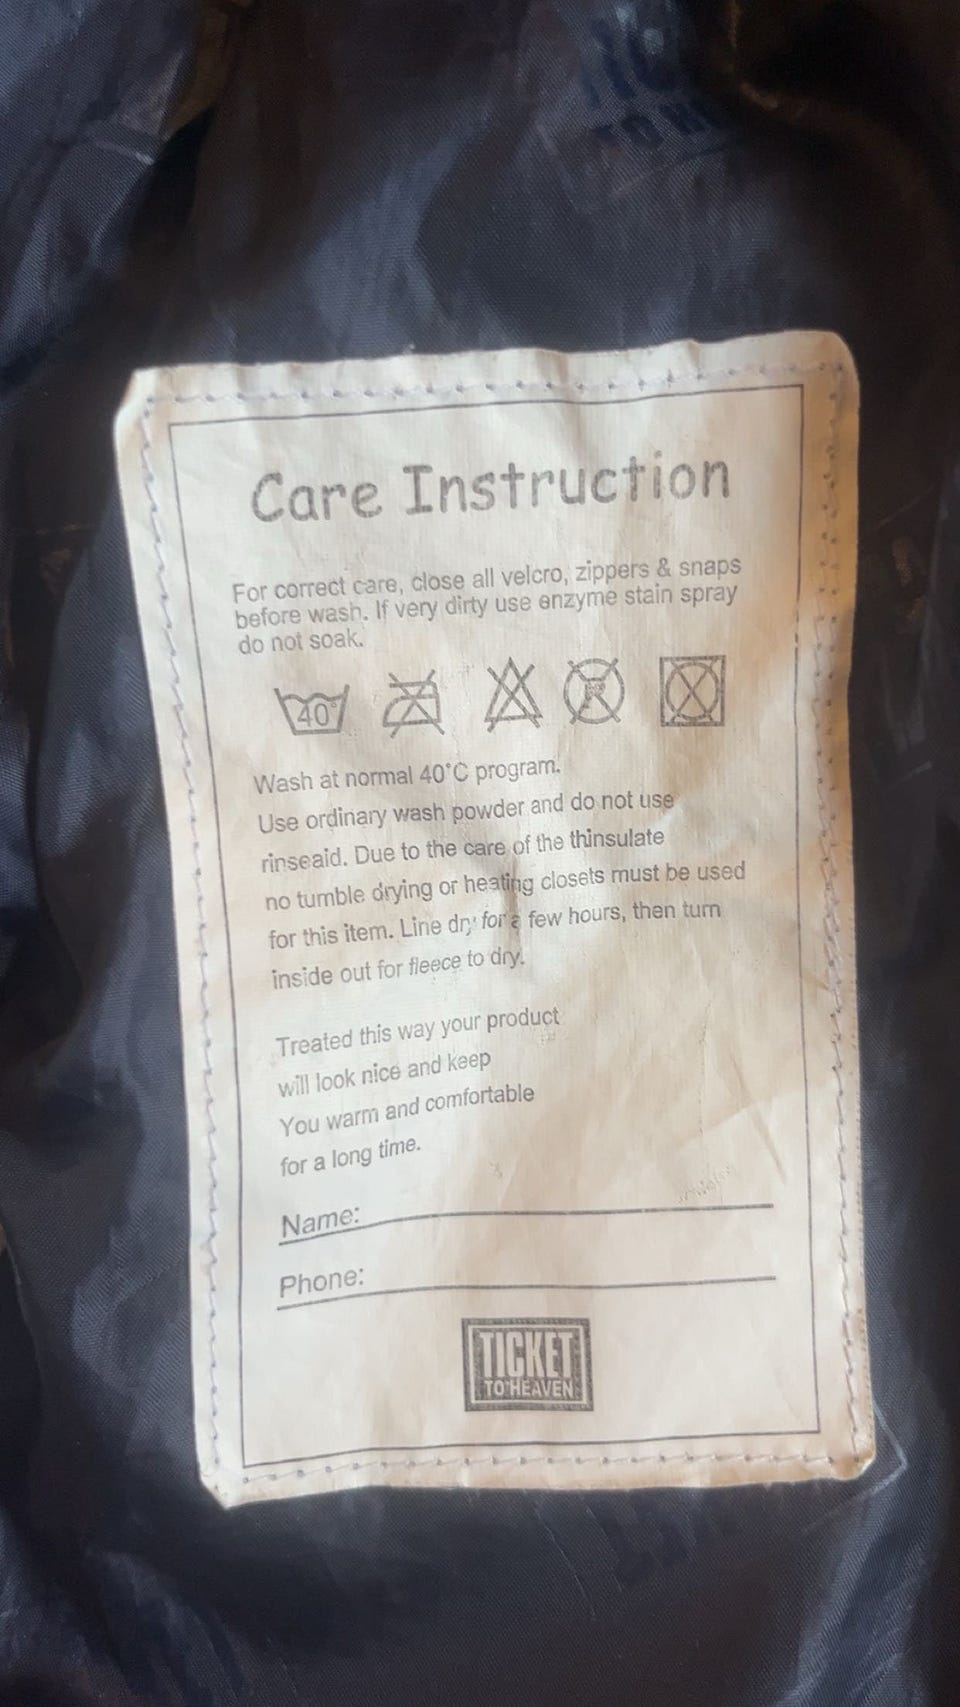 Care Instruction
For correct care, close all velcro, zippers & snaps
before wash. If very dirty use enzyme stain spray
do not soak.
40°
Wash at normal 40°C program.
Use ordinary wash powder and do not use
rinseaid. Due to the care of the thinsulate
no tumble drying or heating closets must be used
for this item. Line dry for a few hours, then turn
inside out for fleece to dry.
Treated this way your product
will look nice and keep
You warm and comfortable
for a long time.
Name:
Phone:
TICKET
TO HEAVEN